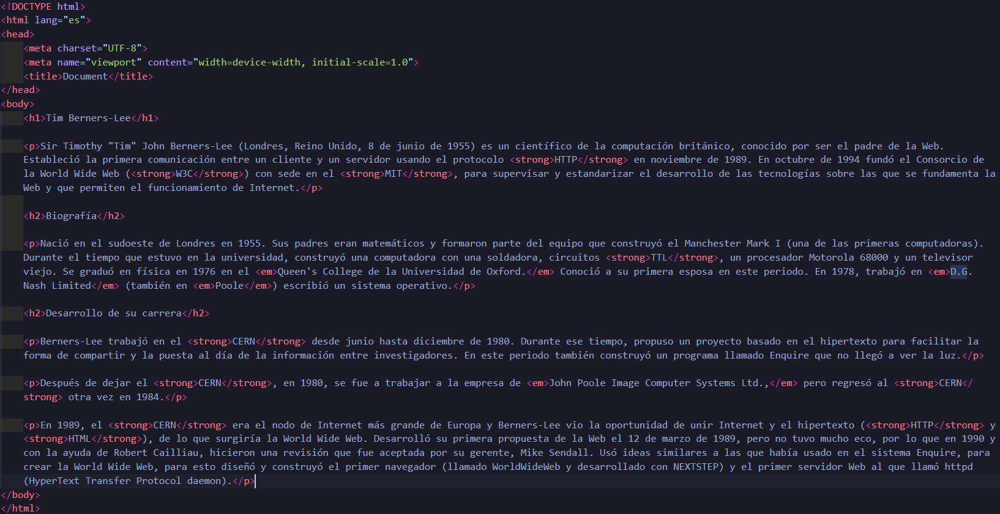 <!DOCTYPE html>
<html lang="es">
<head>
<meta charset="UTF-8">
<meta name="viewport" content="width=device-width, initial-scale=1.0">
<title>Document</title>
</head>
<body>
<h1>Tim Berners-Lee</h1>
<p>Sir Timothy "Tim" John Berners-Lee (Londres, Reino Unido, 8 de junio de 1955) es un científico de la computación británico, conocido por ser el padre de la Web.
Estableció la primera comunicación entre un cliente y un servidor usando el protocolo <strong>HTTP</strong> en noviembre de 1989. En octubre de 1994 fundó el Consorcio de
la World Wide Web (<strong>W3C</strong>) con sede en el <strong>MIT</strong>, para supervisar y estandarizar el desarrollo de las tecnologías sobre las que se fundamenta la
Web y que permiten el funcionamiento de Internet.</p>
<h2>Biografía</h2>
<p>Nació en el sudoeste de Londres en 1955. Sus padres eran matemáticos y formaron parte del equipo que construyó el Manchester Mark I (una de las primeras computadoras).
Durante el tiempo que estuvo en la universidad, construyó una computadora con una soldadora, circuitos <strong>TTL</strong>, un procesador Motorola 68000 y un televisor
viejo. Se graduó en física en 1976 en el <em>Queen's College de la Universidad de Oxford.</em> Conoció a su primera esposa en este periodo. En 1978, trabajó en <em>D.G.
Nash Limited</em> (también en <em>Poole</em>) escribió un sistema operativo.</p>
<h2>Desarrollo de su carrera</h2>
<p>Berners-Lee trabajó en el <strong>CERN</strong> desde junio hasta diciembre de 1980. Durante ese tiempo, propuso un proyecto basado en el hipertexto para facilitar la
forma de compartir y la puesta al día de la información entre investigadores. En este periodo también construyó un programa llamado Enquire que no llegó a ver la luz.</p>
<p>Después de dejar el <strong>CERN</strong>, en 1980, se fue a trabajar a la empresa de <em>John Poole Image Computer Systems Ltd.,</em> pero regresó al <strong>CERN</
strong> otra vez en 1984.</p>
<p>En 1989, el <strong>CERN</strong> era el nodo de Internet más grande de Europa y Berners-Lee vio la oportunidad de unir Internet y el hipertexto (<strong>HTTP</strong> y
<strong>HTML</strong>), de lo que surgiría la World Wide Web. Desarrolló su primera propuesta de la Web el 12 de marzo de 1989, pero no tuvo mucho eco, por lo que en 1990 y
con la ayuda de Robert Cailliau, hicieron una revisión que fue aceptada por su gerente, Mike Sendall. Usó ideas similares a las que había usado en el sistema Enquire, para
crear la World Wide Web, para esto diseñó y construyó el primer navegador (llamado WorldWideWeb y desarrollado con NEXTSTEP) y el primer servidor Web al que llamó httpd
(HyperText Transfer Protocol daemon).</p>
</body>
</html>